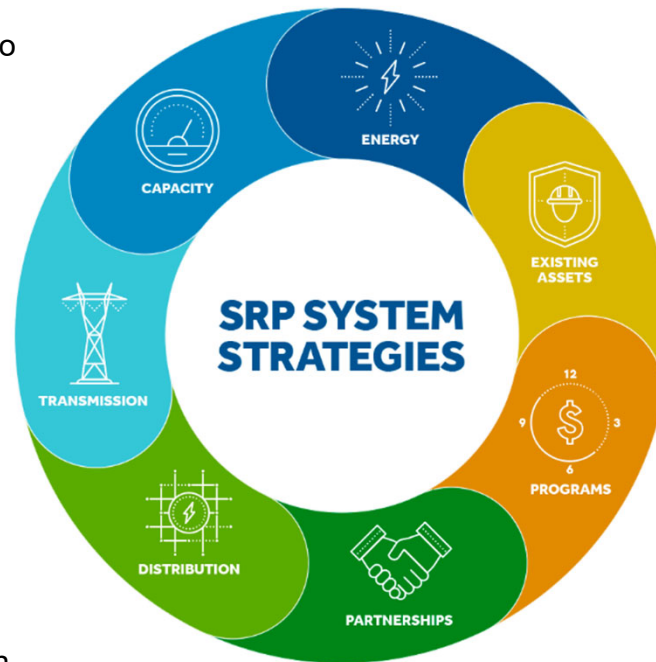 o
ENERGY
CAPACITY
EXISTING
ASSETS
SRP SYSTEM
STRATEGIES
TRANSMISSION
12
9
3
6
PROGRAMS
DISTRIBUTION
PARTNERSHIPS